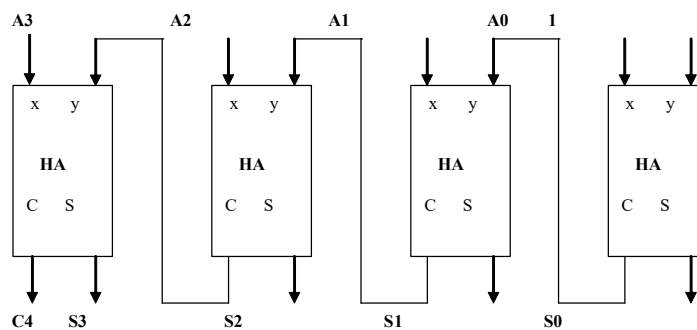 A3 A2 A1 A0 1
x y x y x y x y
HA HA HA HA
C S C S C S C S
C4 S3 S2 S1 S0